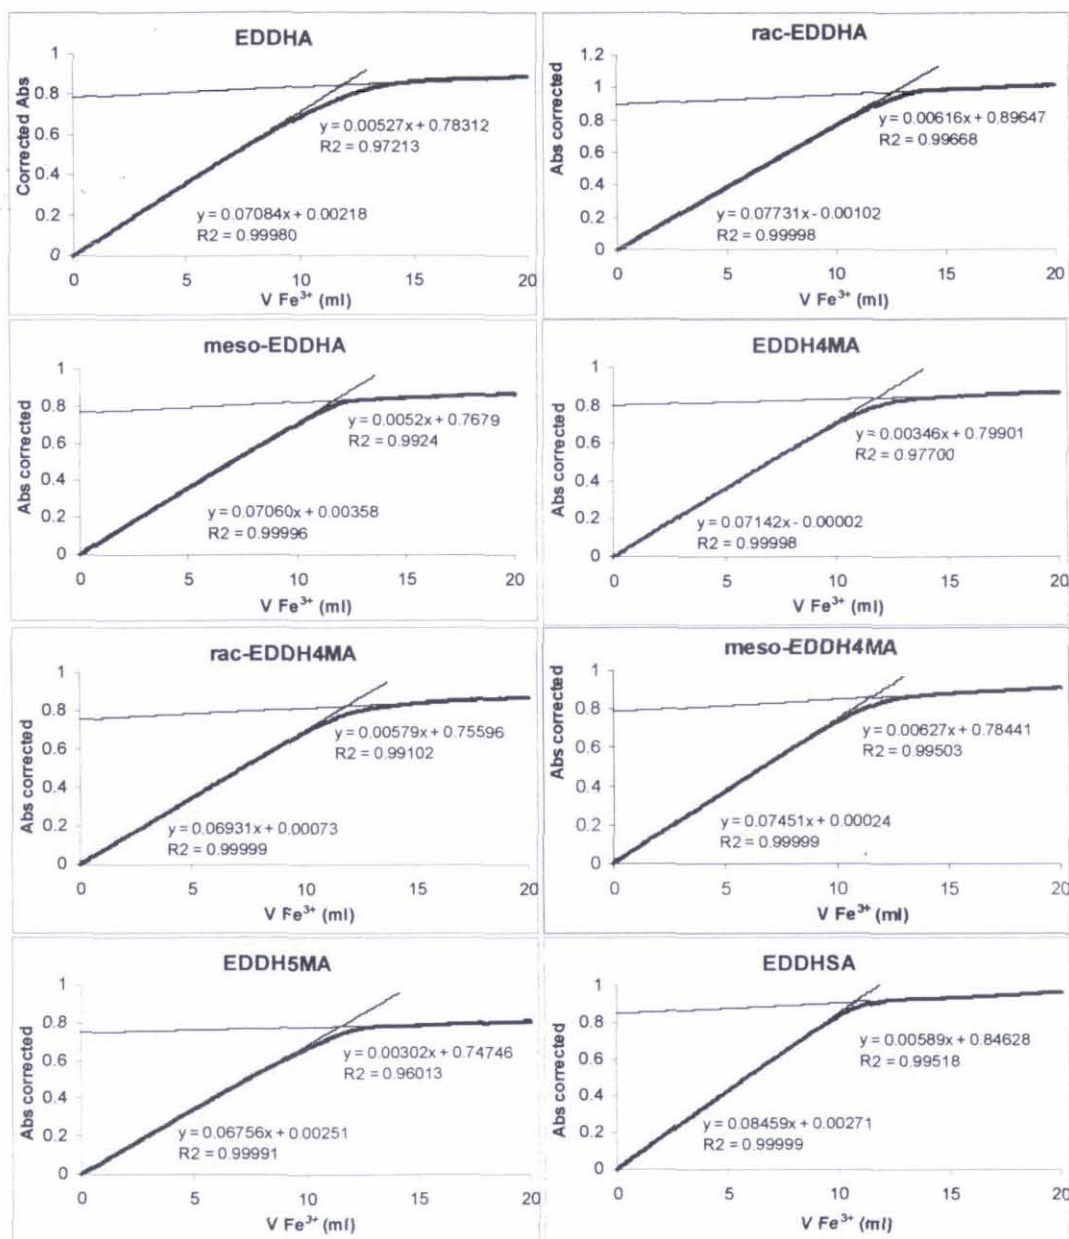 EDDHA
Corrected Abs
1
0.8
0.6
0.4
0.2
0
y = 0.00527x + 0.78312
R2 = 0.97213
y = 0.07084x + 0.00218
R2 = 0.99980
0 5 10 15 20
V Fe³⁺ (ml)
rac-EDDHA
Abs corrected
1.2
1.0
0.8
0.6
0.4
0.2
0
y = 0.00616x + 0.89647
R2 = 0.99668
y = 0.07731x - 0.00102
R2 = 0.99998
0 5 10 15 20
V Fe³⁺ (ml)
meso-EDDHA
Abs corrected
1
0.8
0.6
0.4
0.2
0
y = 0.0052x + 0.7679
R2 = 0.9924
y = 0.07060x + 0.00358
R2 = 0.99996
0 5 10 15 20
V Fe³⁺ (ml)
EDDH4MA
Abs corrected
1
0.8
0.6
0.4
0.2
0
y = 0.00346x + 0.79901
R2 = 0.97700
y = 0.07142x - 0.00002
R2 = 0.99998
0 5 10 15 20
V Fe³⁺ (ml)
rac-EDDH4MA
Abs corrected
1
0.8
0.6
0.4
0.2
0
y = 0.00579x + 0.75596
R2 = 0.99102
y = 0.06931x + 0.00073
R2 = 0.99999
0 5 10 15 20
V Fe³⁺ (ml)
meso-EDDH4MA
Abs corrected
1
0.8
0.6
0.4
0.2
0
y = 0.00627x + 0.78441
R2 = 0.99503
y = 0.07451x + 0.00024
R2 = 0.99999
0 5 10 15 20
V Fe³⁺ (ml)
EDDH5MA
Abs corrected
1
0.8
0.6
0.4
0.2
0
y = 0.00302x + 0.74746
R2 = 0.96013
y = 0.06756x + 0.00251
R2 = 0.99991
0 5 10 15 20
V Fe³⁺ (ml)
EDDHSA
Abs corrected
1
0.8
0.6
0.4
0.2
0
y = 0.00589x + 0.84628
R2 = 0.99518
y = 0.08459x + 0.00271
R2 = 0.99999
0 5 10 15 20
V Fe³⁺ (ml)